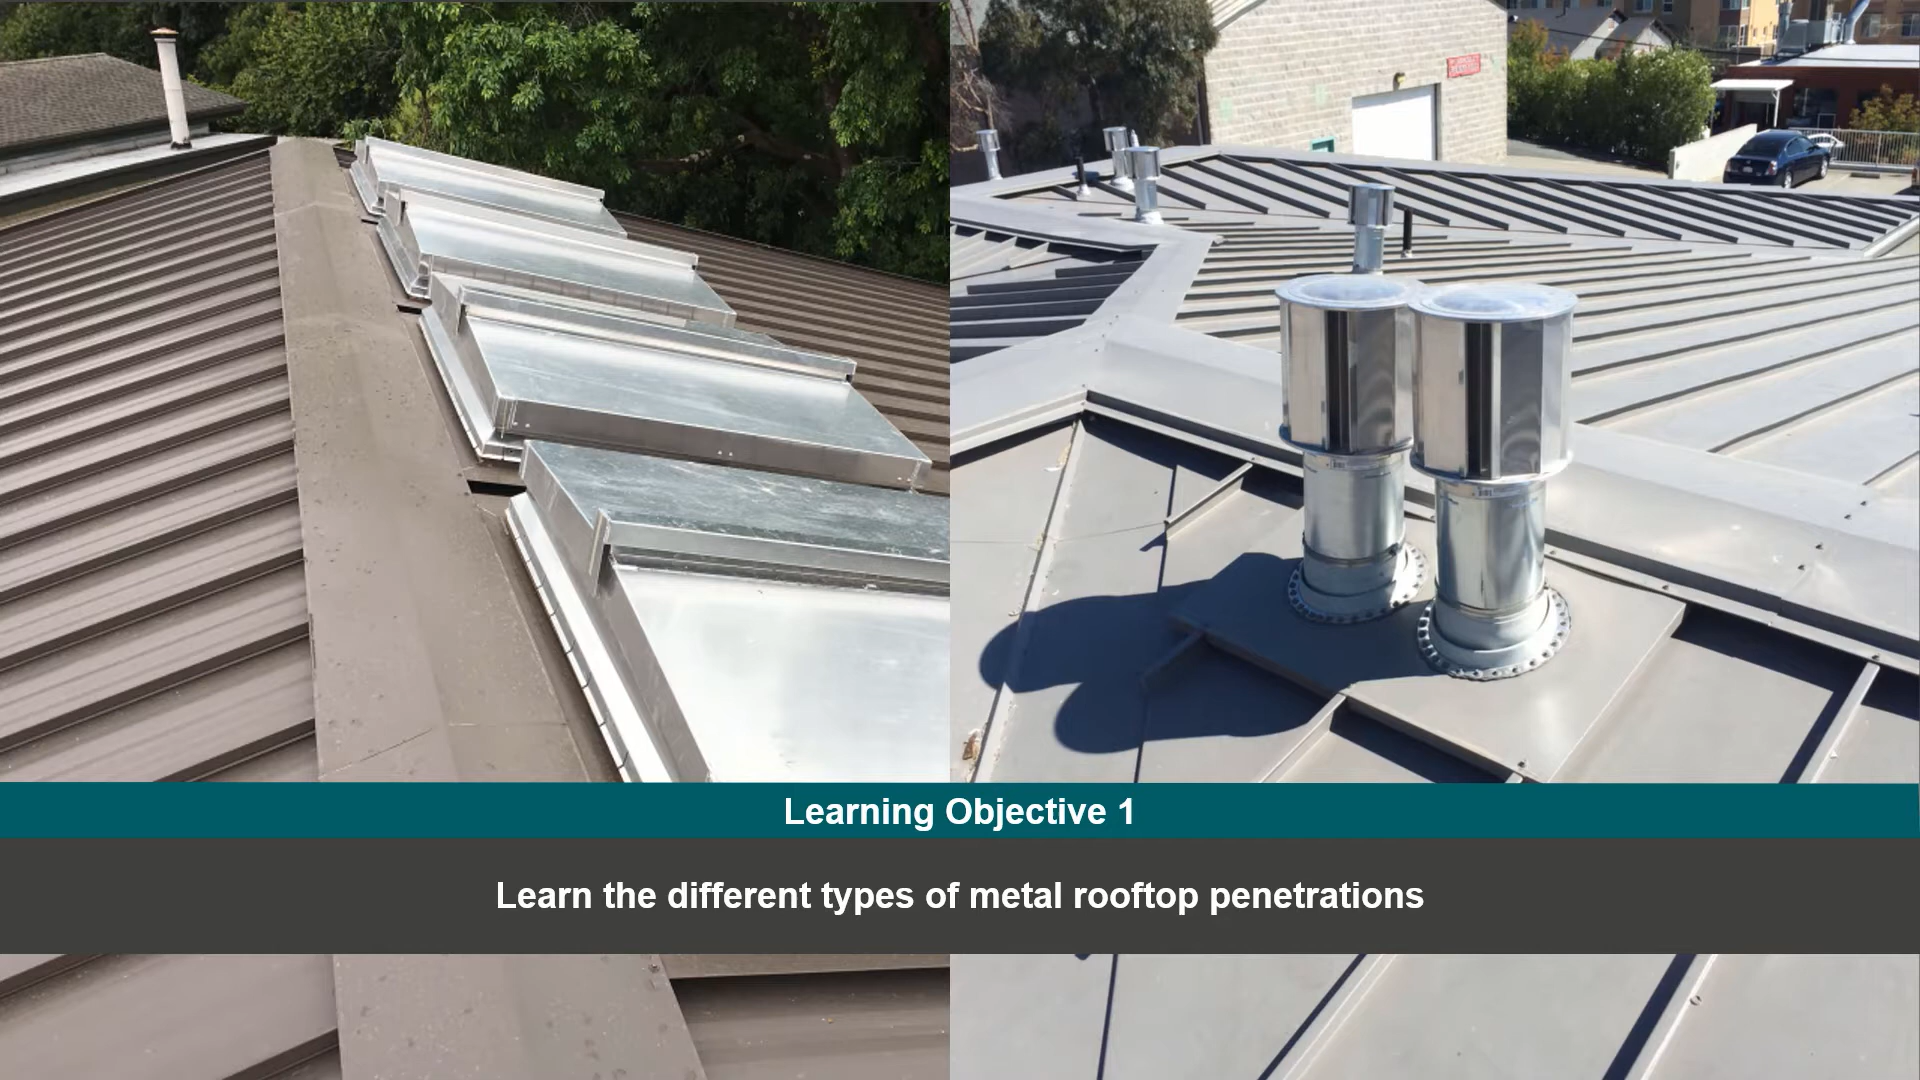 Learning Objective 1
Learn the different types of metal rooftop penetrations